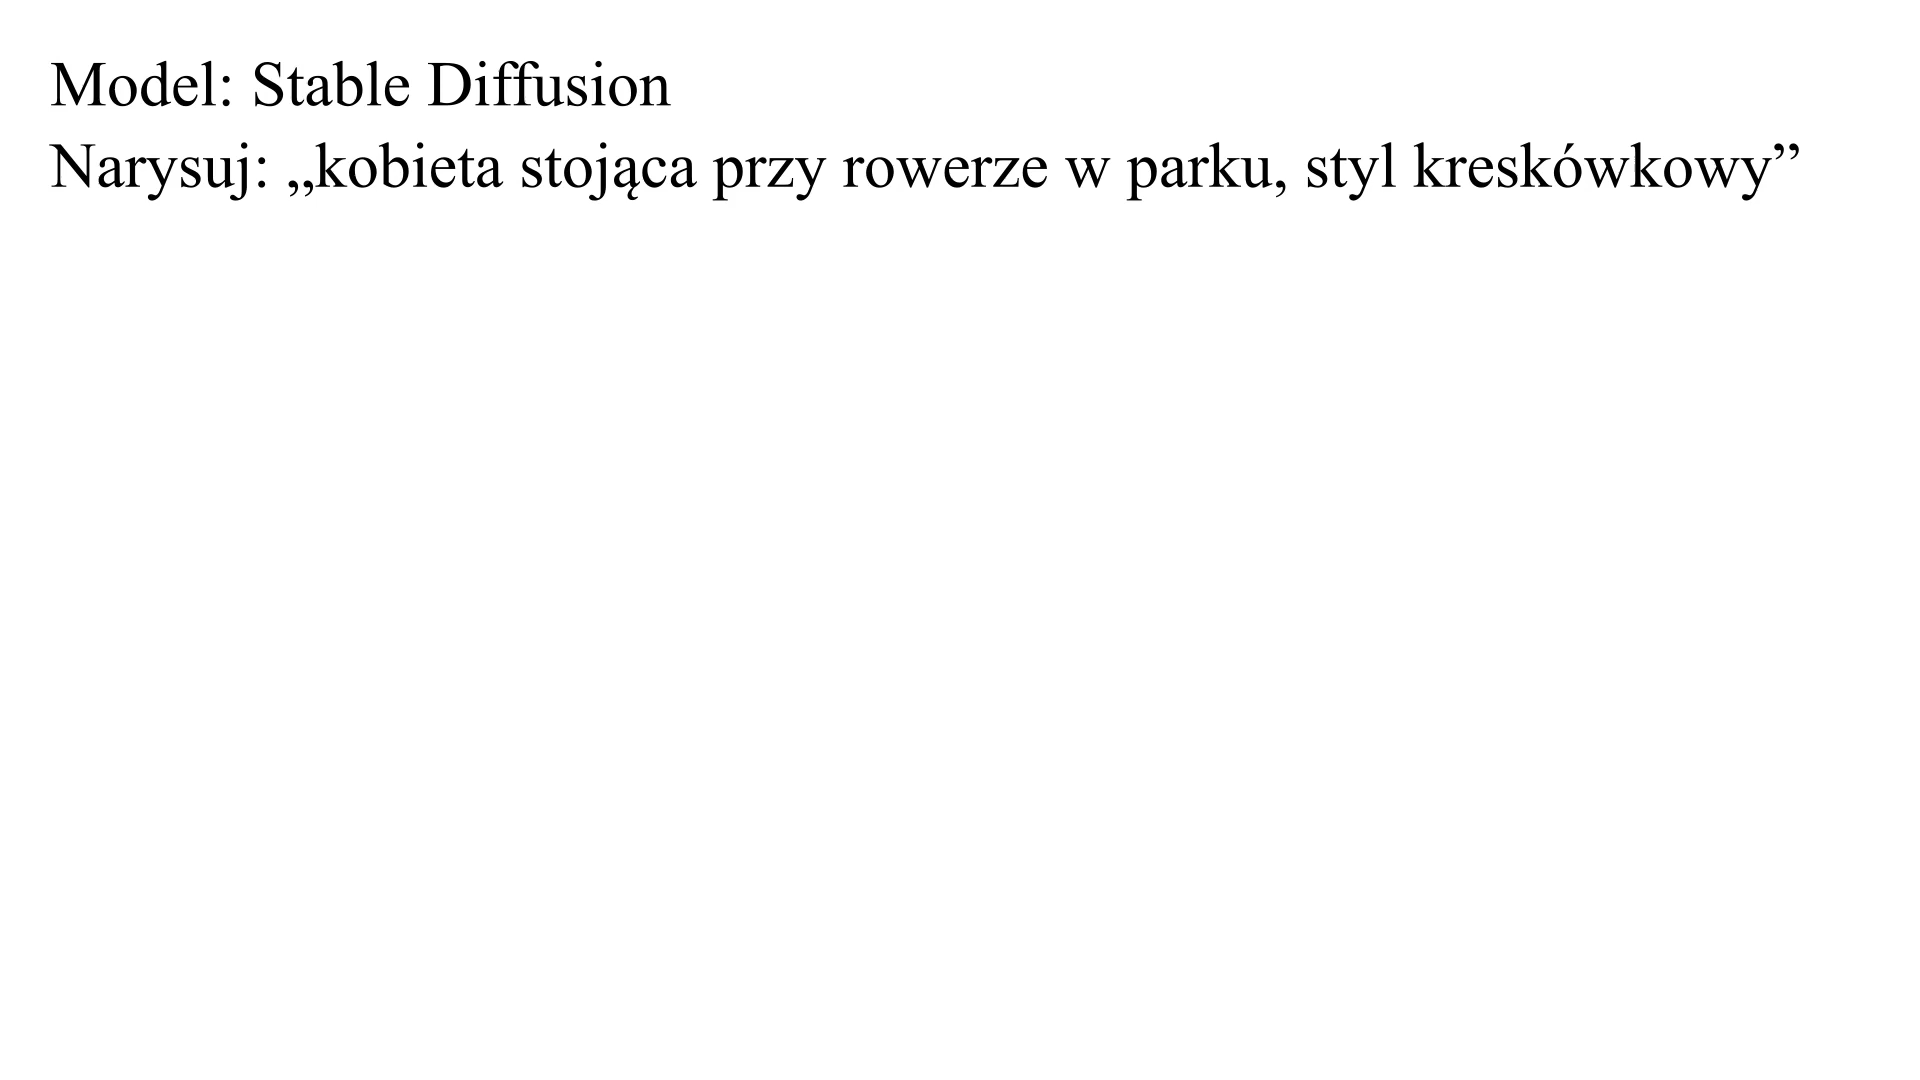 Model: Stable Diffusion
Narysuj: „kobieta stojąca przy rowerze w parku, styl kreskówkowy”